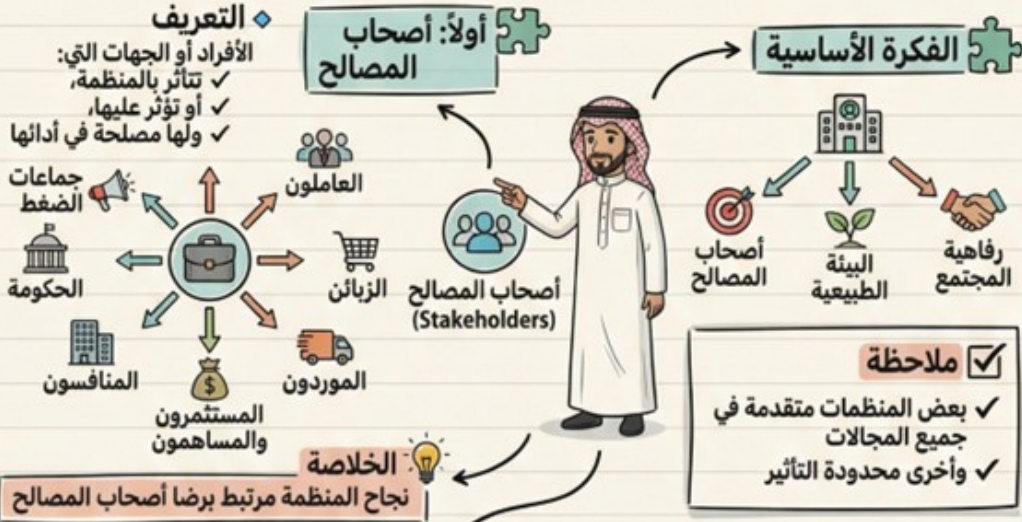 الفكرة الأساسية
رفاهية
المجتمع
البيئة
الطبيعية
أصحاب
المصالح
ملاحظة
✓ بعض المنظمات متقدمة في
جميع المجالات
✓ وأخرى محدودة التأثير
أولاً: أصحاب
المصالح
أصحاب المصالح
(Stakeholders)
التعريف
الأفراد أو الجهات التي:
✓ تتأثر بالمنظمة،
✓ أو تؤثر عليها،
✓ ولها مصلحة في أدائها
العاملون
الزبائن
الموردون
المستثمرون
والمساهمون
$
المنافسون
الحكومة
جماعات
الضغط
الخلاصة
نجاح المنظمة مرتبط برضا أصحاب المصالح